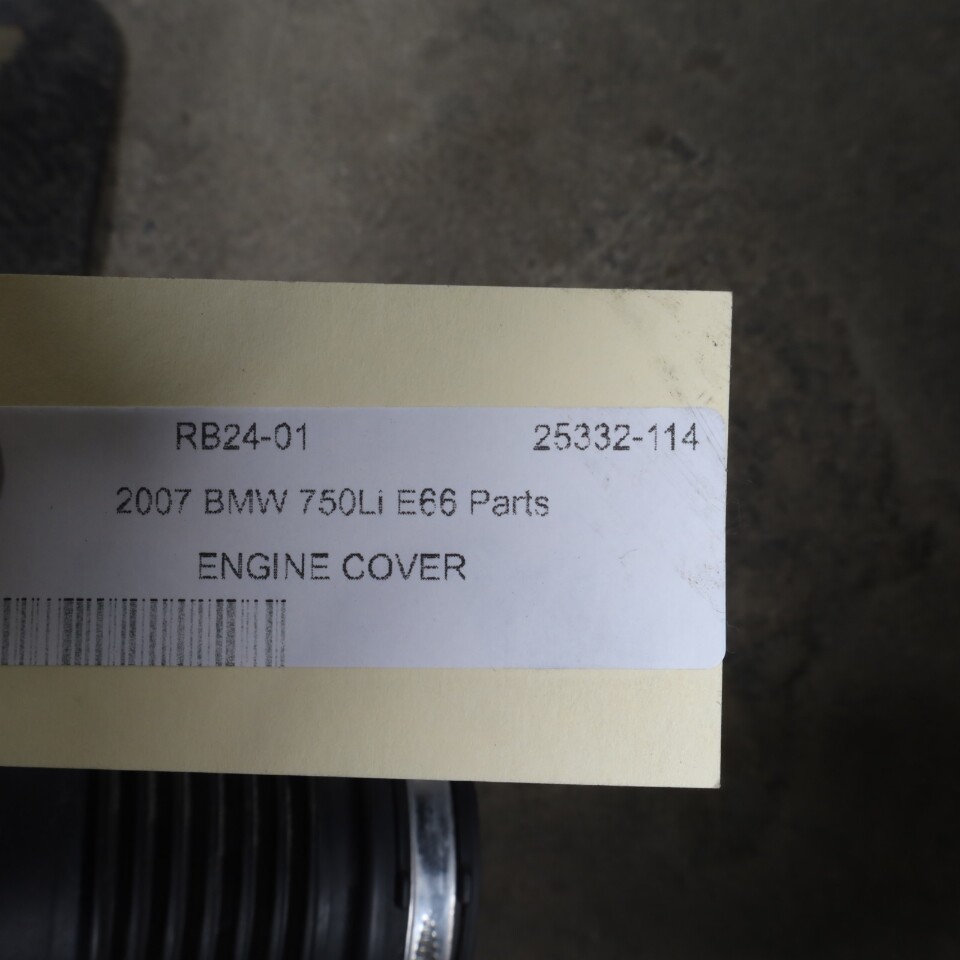 RB24-01 25332-114
2007 BMW 750Li E66 Parts
ENGINE COVER